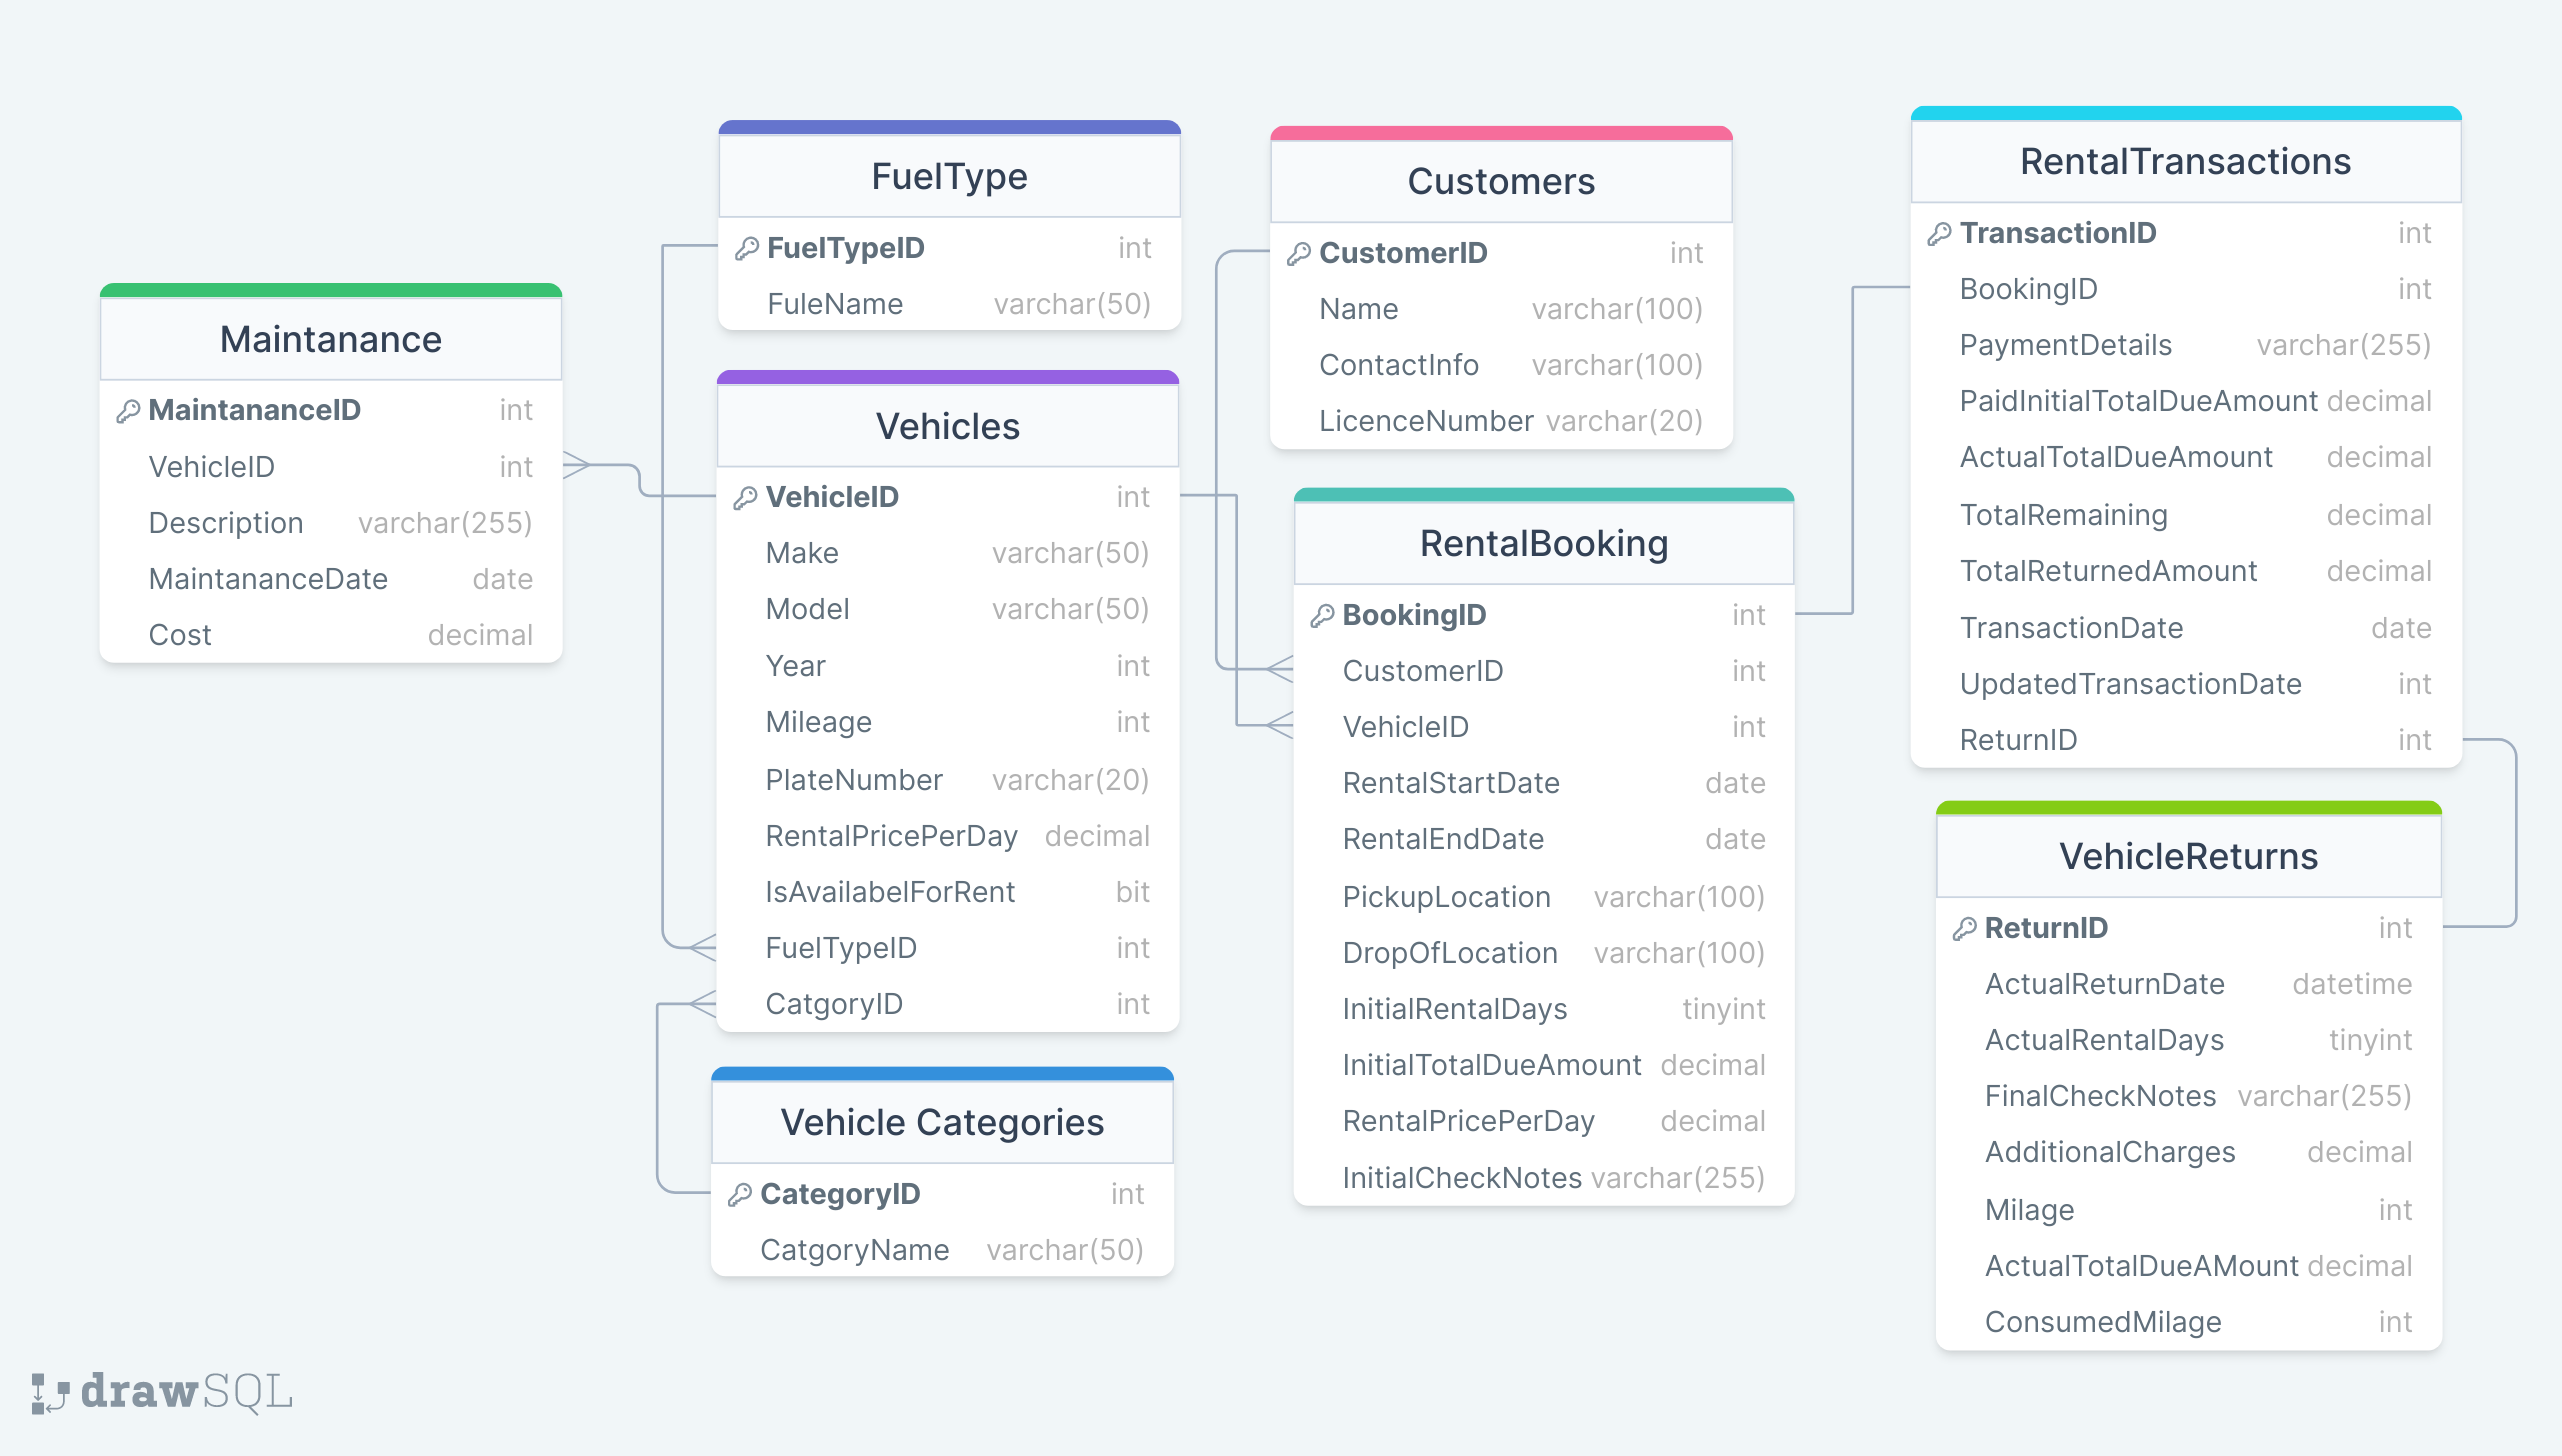 Maintanance
MaintananceID int
VehicleID int
Description varchar(255)
MaintananceDate date
Cost decimal
FuelType
FuelTypeID int
FuleName varchar(50)
Vehicles
VehicleID int
Make varchar(50)
Model varchar(50)
Year int
Mileage int
PlateNumber varchar(20)
RentalPricePerDay decimal
IsAvailabelForRent bit
FuelTypeID int
CatgoryID int
Vehicle Categories
CategoryID int
CatgoryName varchar(50)
Customers
CustomerID int
Name varchar(100)
ContactInfo varchar(100)
LicenceNumber varchar(20)
RentalBooking
BookingID int
CustomerID int
VehicleID int
RentalStartDate date
RentalEndDate date
PickupLocation varchar(100)
DropOfLocation varchar(100)
InitialRentalDays tinyint
InitialTotalDueAmount decimal
RentalPricePerDay decimal
InitialCheckNotes varchar(255)
RentalTransactions
TransactionID int
BookingID int
PaymentDetails varchar(255)
PaidInitialTotalDueAmount decimal
ActualTotalDueAmount decimal
TotalRemaining decimal
TotalReturnedAmount decimal
TransactionDate date
UpdatedTransactionDate int
ReturnID int
VehicleReturns
ReturnID int
ActualReturnDate datetime
ActualRentalDays tinyint
FinalCheckNotes varchar(255)
AdditionalCharges decimal
Milage int
ActualTotalDueAMount decimal
ConsumedMilage int
drawSQL